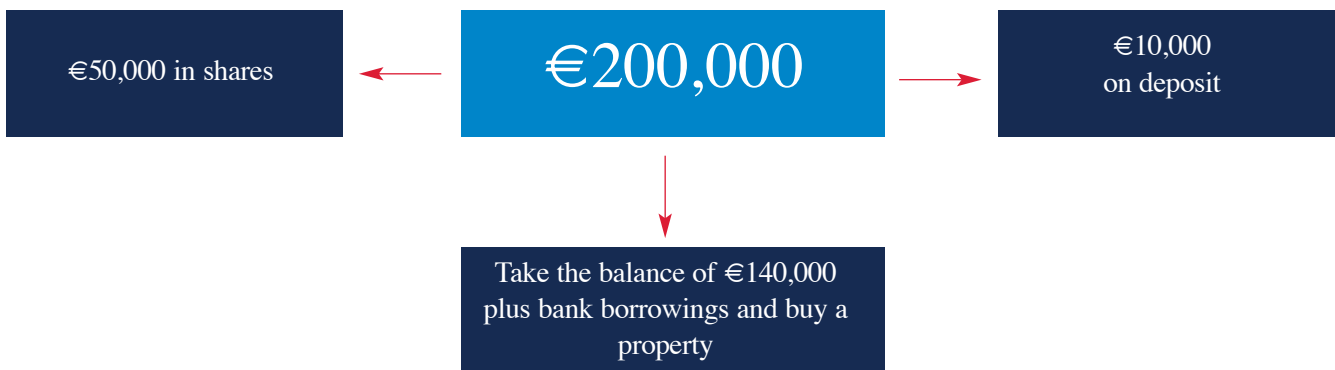 €50,000 in shares
€200,000
€10,000
on deposit
Take the balance of €140,000
plus bank borrowings and buy a
property